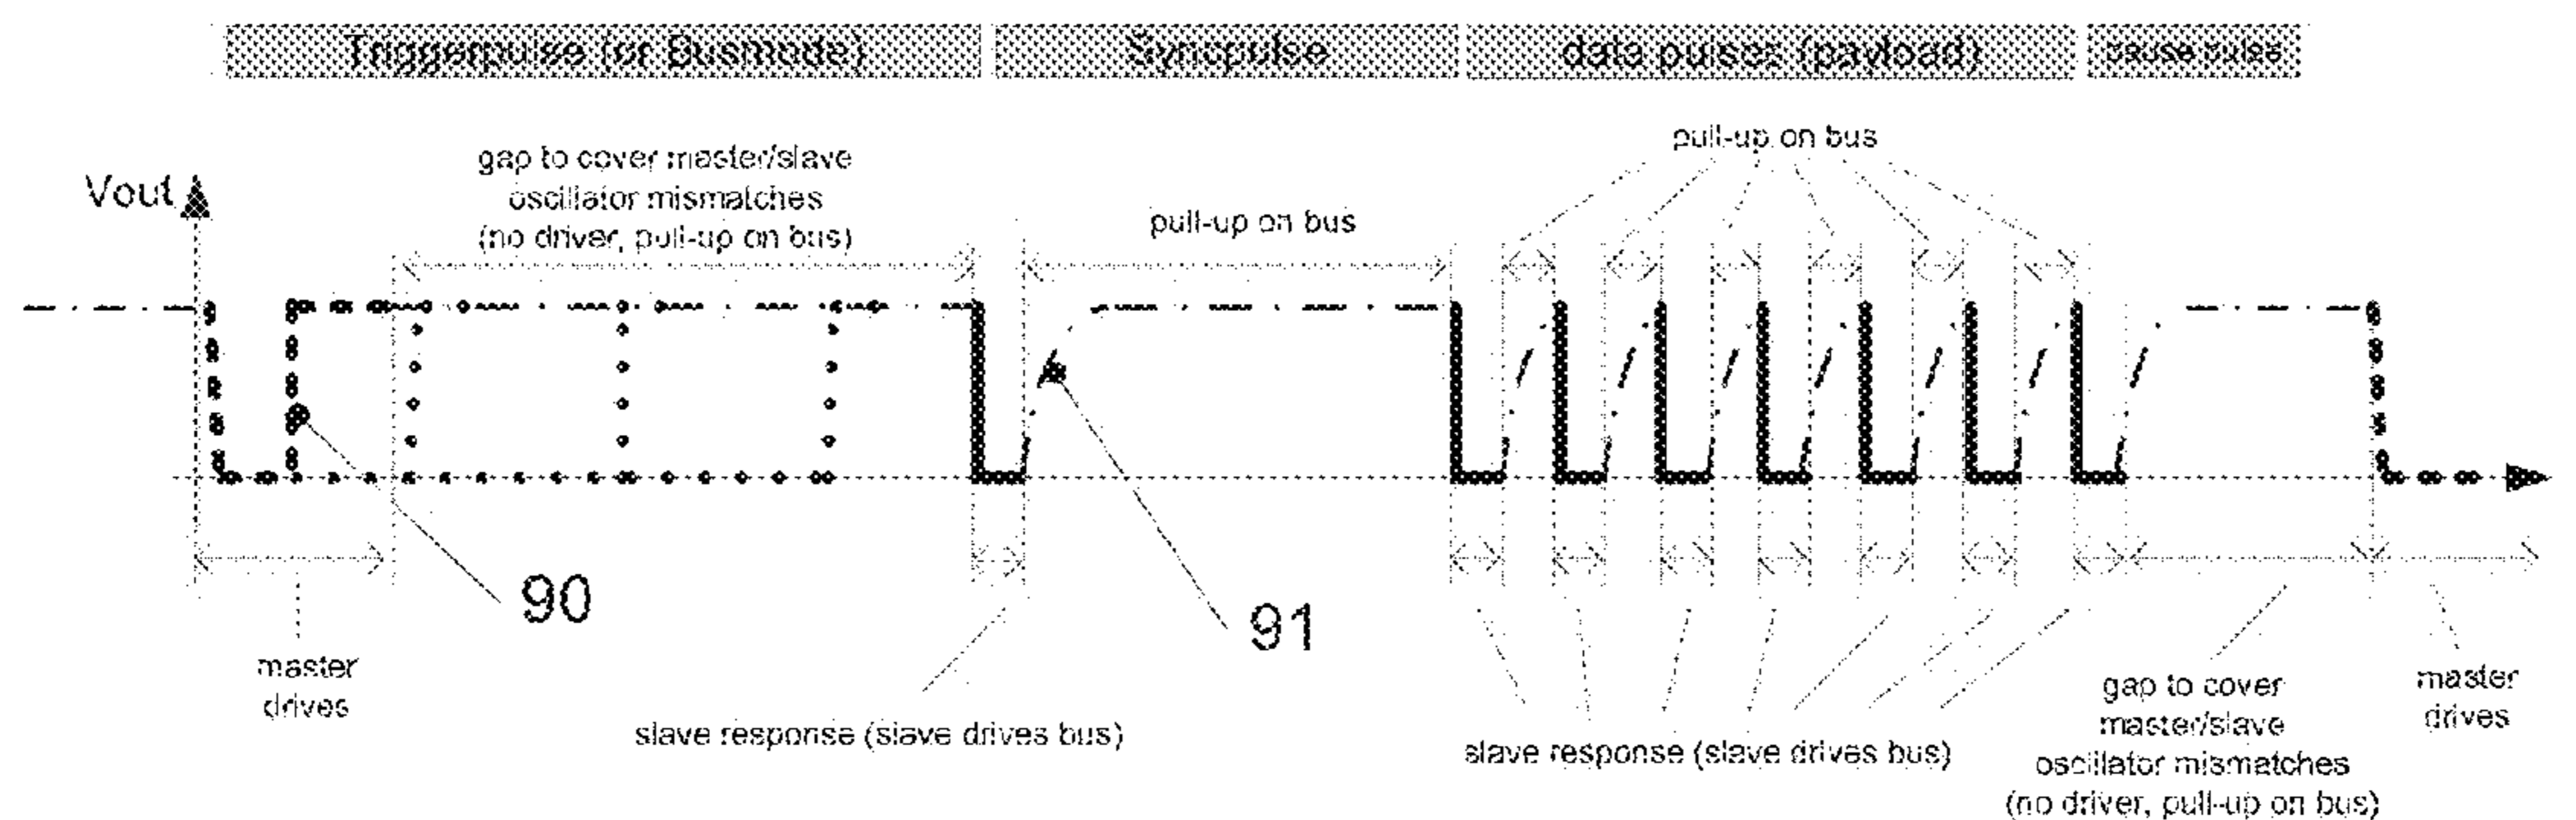 Triggerpulse (or Busmode)
Syncpulse
data pulses (payload)
pause pulse
Vout
gap to cover master/slave
oscillator mismatches
(no driver, pull-up on bus)
pull-up on bus
pull-up on bus
90
91
master
drives
slave response (slave drives bus)
slave response (slave drives bus)
gap to cover
master/slave
oscillator mismatches
(no driver, pull-up on bus)
master
drives